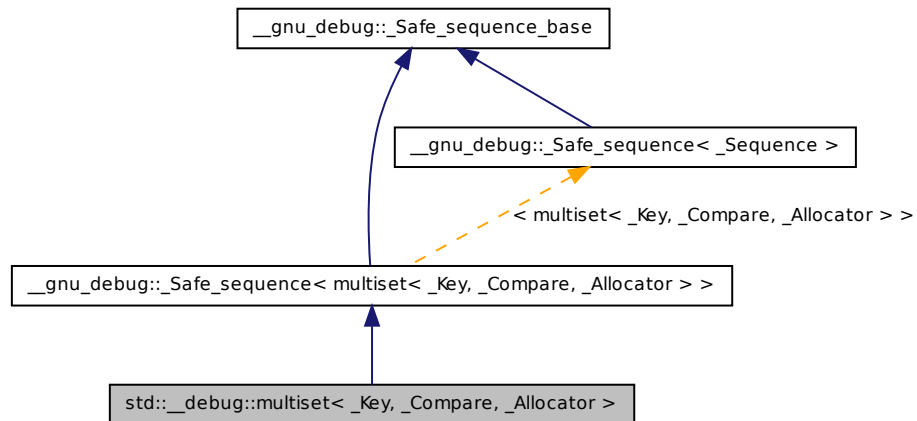 __gnu_debug::_Safe_sequence_base
__gnu_debug::_Safe_sequence< _Sequence >
< multiset< _Key, _Compare, _Allocator > >
__gnu_debug::_Safe_sequence< multiset< _Key, _Compare, _Allocator > >
std::__debug::multiset< _Key, _Compare, _Allocator >